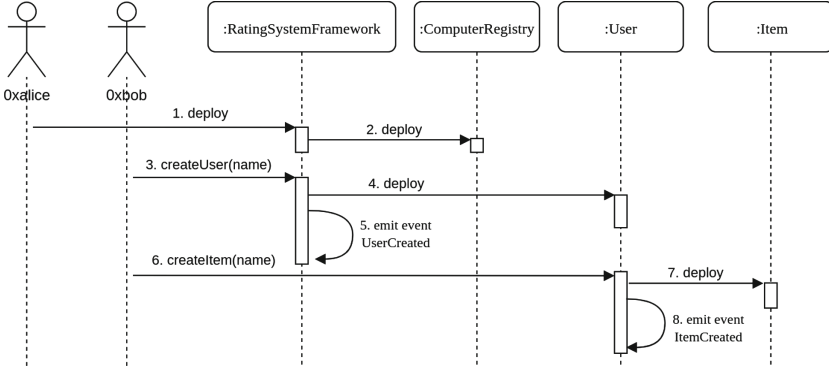 :RatingSystemFramework
:ComputerRegistry
:User
:Item
0xalice
0xbob
1. deploy
2. deploy
3. createUser(name)
4. deploy
5. emit event
UserCreated
6. createItem(name)
7. deploy
8. emit event
ItemCreated